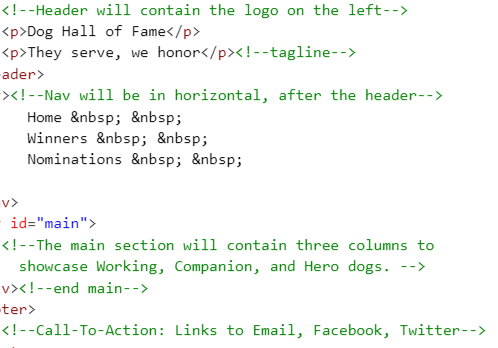 <!--Header will contain the logo on the left-->
<p>Dog Hall of Fame</p>
<p>They serve, we honor</p><!--tagline-->
ader>
><!--Nav will be in horizontal, after the header-->
Home &nbsp; &nbsp;
Winners &nbsp; &nbsp;
Nominations &nbsp; &nbsp;
v>
id="main">
<!--The main section will contain three columns to
showcase Working, Companion, and Hero dogs. -->
v><!--end main-->
ter>
<!--Call-To-Action: Links to Email, Facebook, Twitter-->